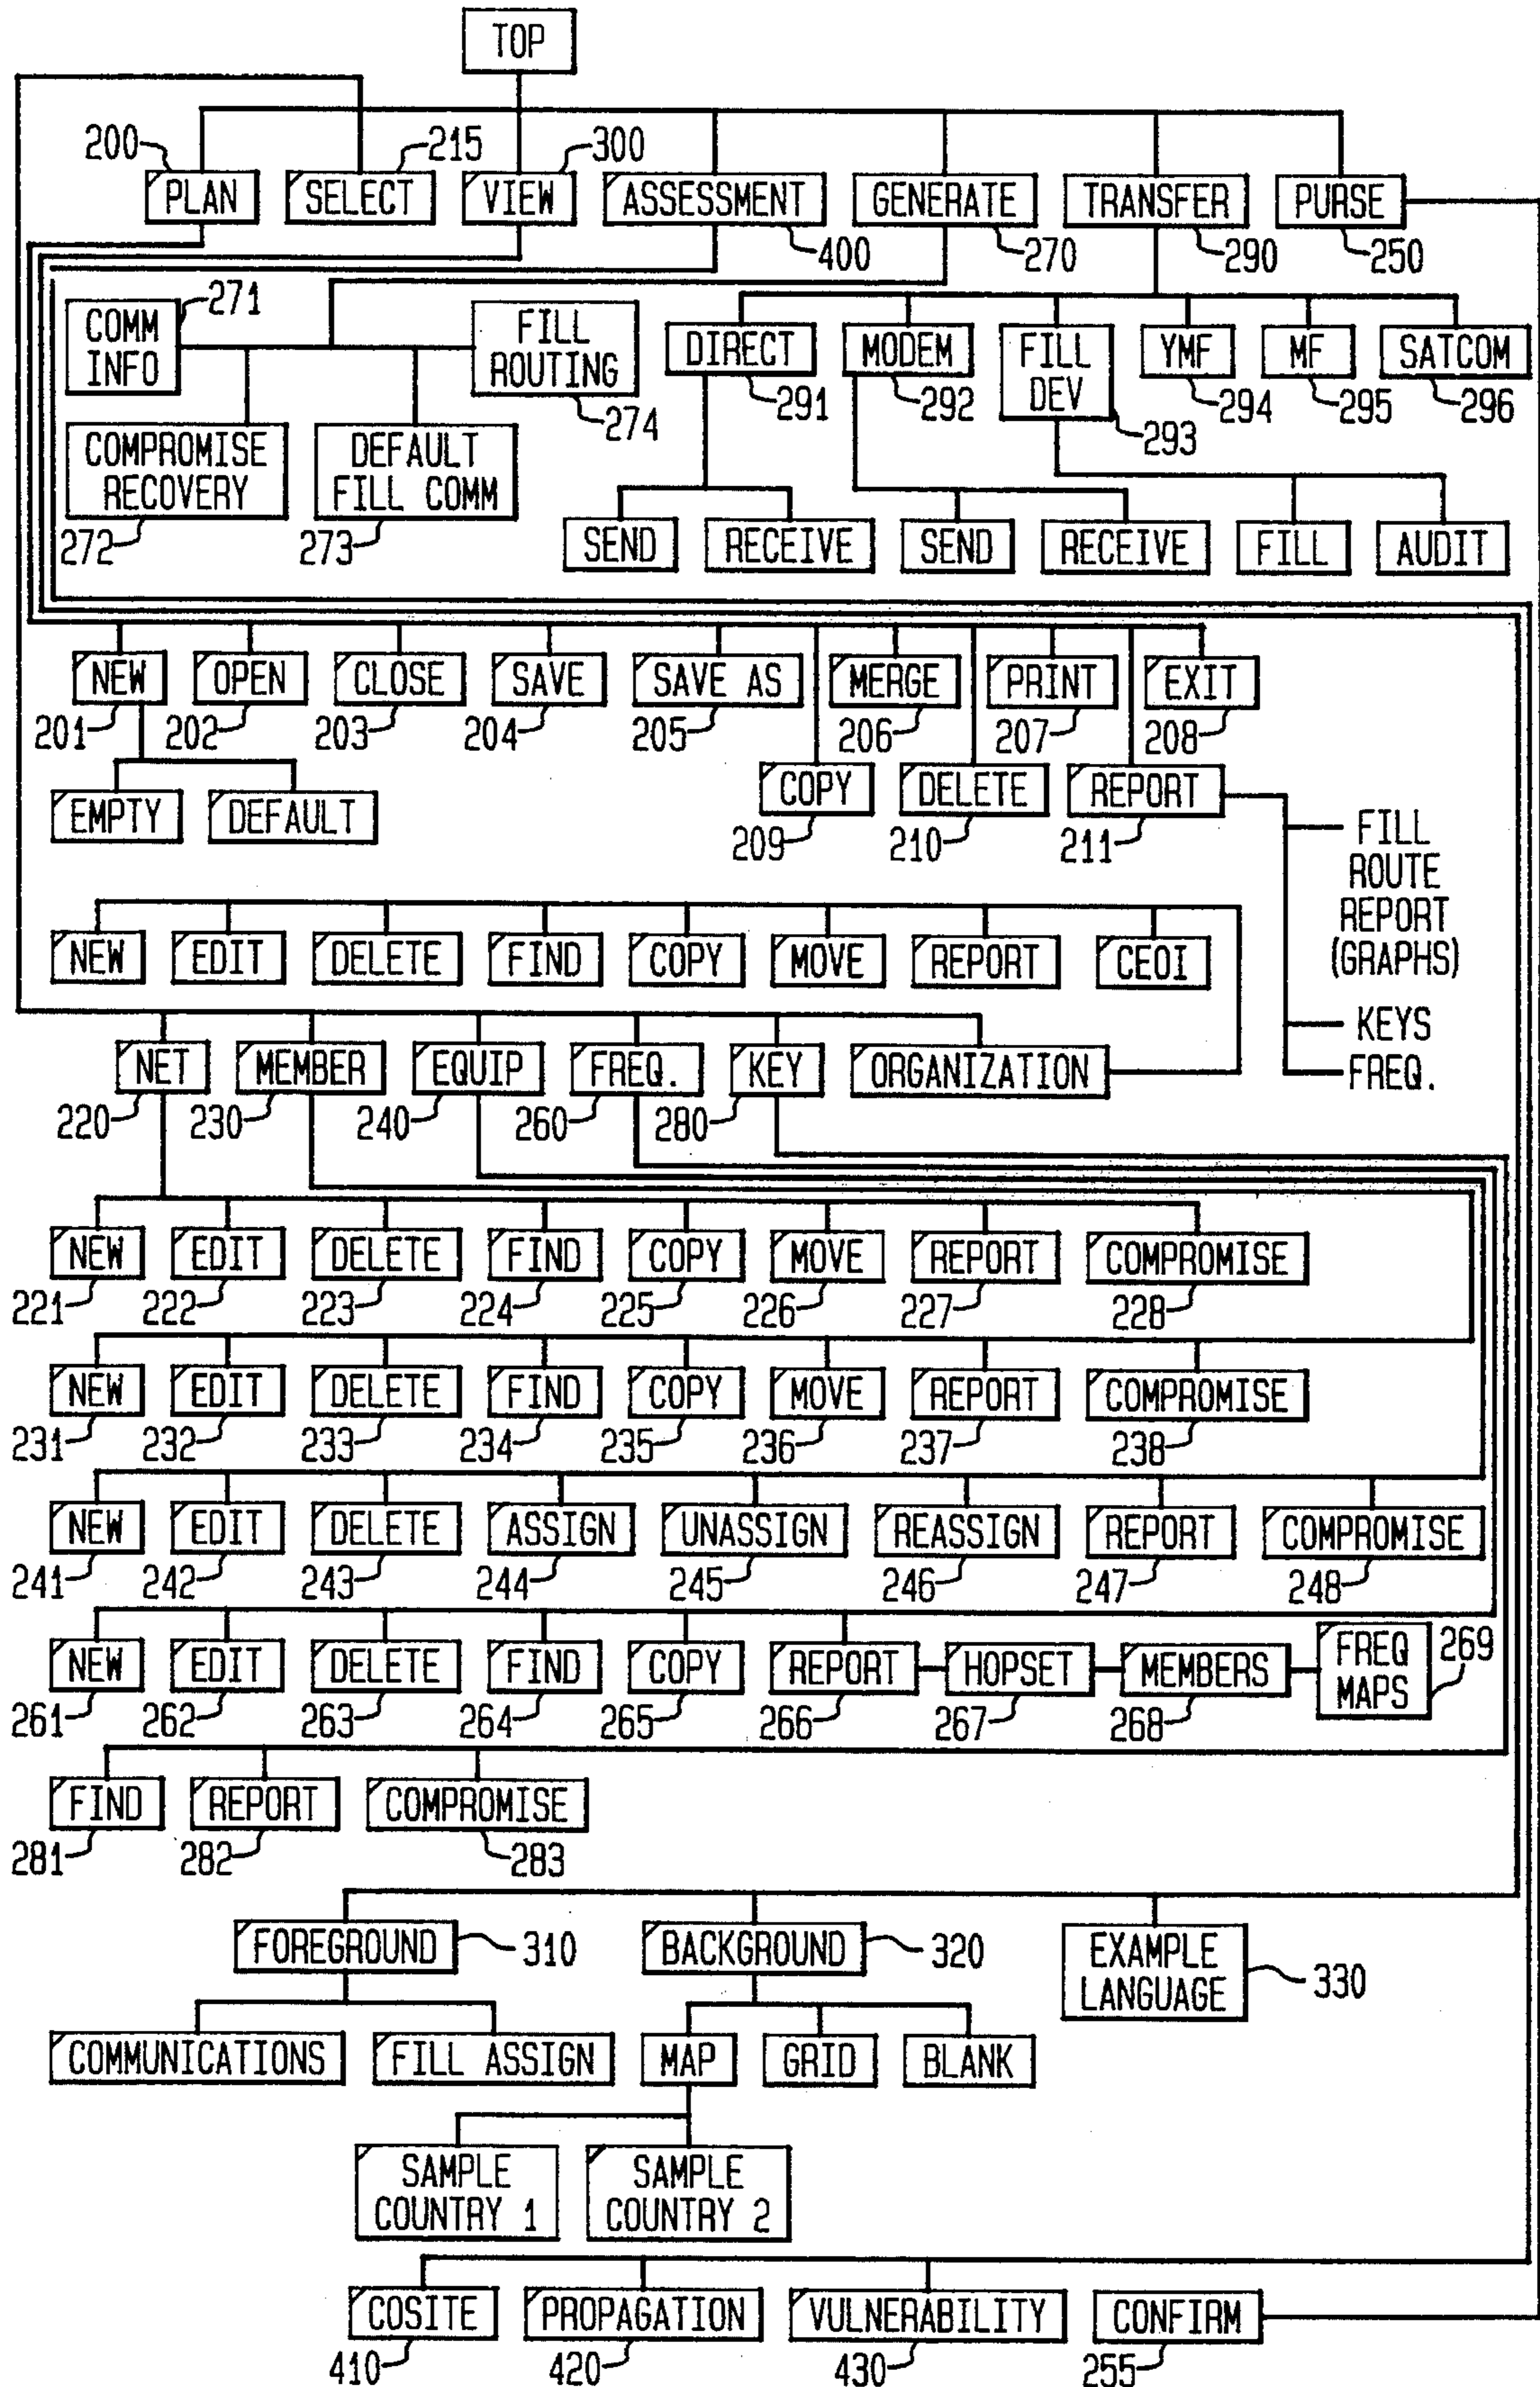 TOP
200 215 300
PLAN SELECT VIEW ASSESSMENT GENERATE TRANSFER PURSE
400 270 290 250
271
COMM INFO
FILL ROUTING
274
DIRECT MODEM FILL DEV YMF MF SATCOM
291 292 293 294 295 296
COMPROMISE RECOVERY
DEFAULT FILL COMM
272 273
SEND RECEIVE SEND RECEIVE FILL AUDIT
NEW OPEN CLOSE SAVE SAVE AS MERGE PRINT EXIT
201 202 203 204 205 206 207 208
EMPTY DEFAULT
COPY DELETE REPORT
209 210 211
FILL
ROUTE
REPORT
(GRAPHS)
KEYS
FREQ.
NEW EDIT DELETE FIND COPY MOVE REPORT CEOI
NET MEMBER EQUIP FREQ. KEY ORGANIZATION
220 230 240 260 280
NEW EDIT DELETE FIND COPY MOVE REPORT COMPROMISE
221 222 223 224 225 226 227 228
NEW EDIT DELETE FIND COPY MOVE REPORT COMPROMISE
231 232 233 234 235 236 237 238
NEW EDIT DELETE ASSIGN UNASSIGN REASSIGN REPORT COMPROMISE
241 242 243 244 245 246 247 248
NEW EDIT DELETE FIND COPY REPORT HOPSET MEMBERS FREQ MAPS 269
261 262 263 264 265 266 267 268
FIND REPORT COMPROMISE
281 282 283
FOREGROUND 310 BACKGROUND 320 EXAMPLE LANGUAGE 330
COMMUNICATIONS FILL ASSIGN MAP GRID BLANK
SAMPLE COUNTRY 1
SAMPLE COUNTRY 2
COSITE PROPAGATION VULNERABILITY CONFIRM
410 420 430 255